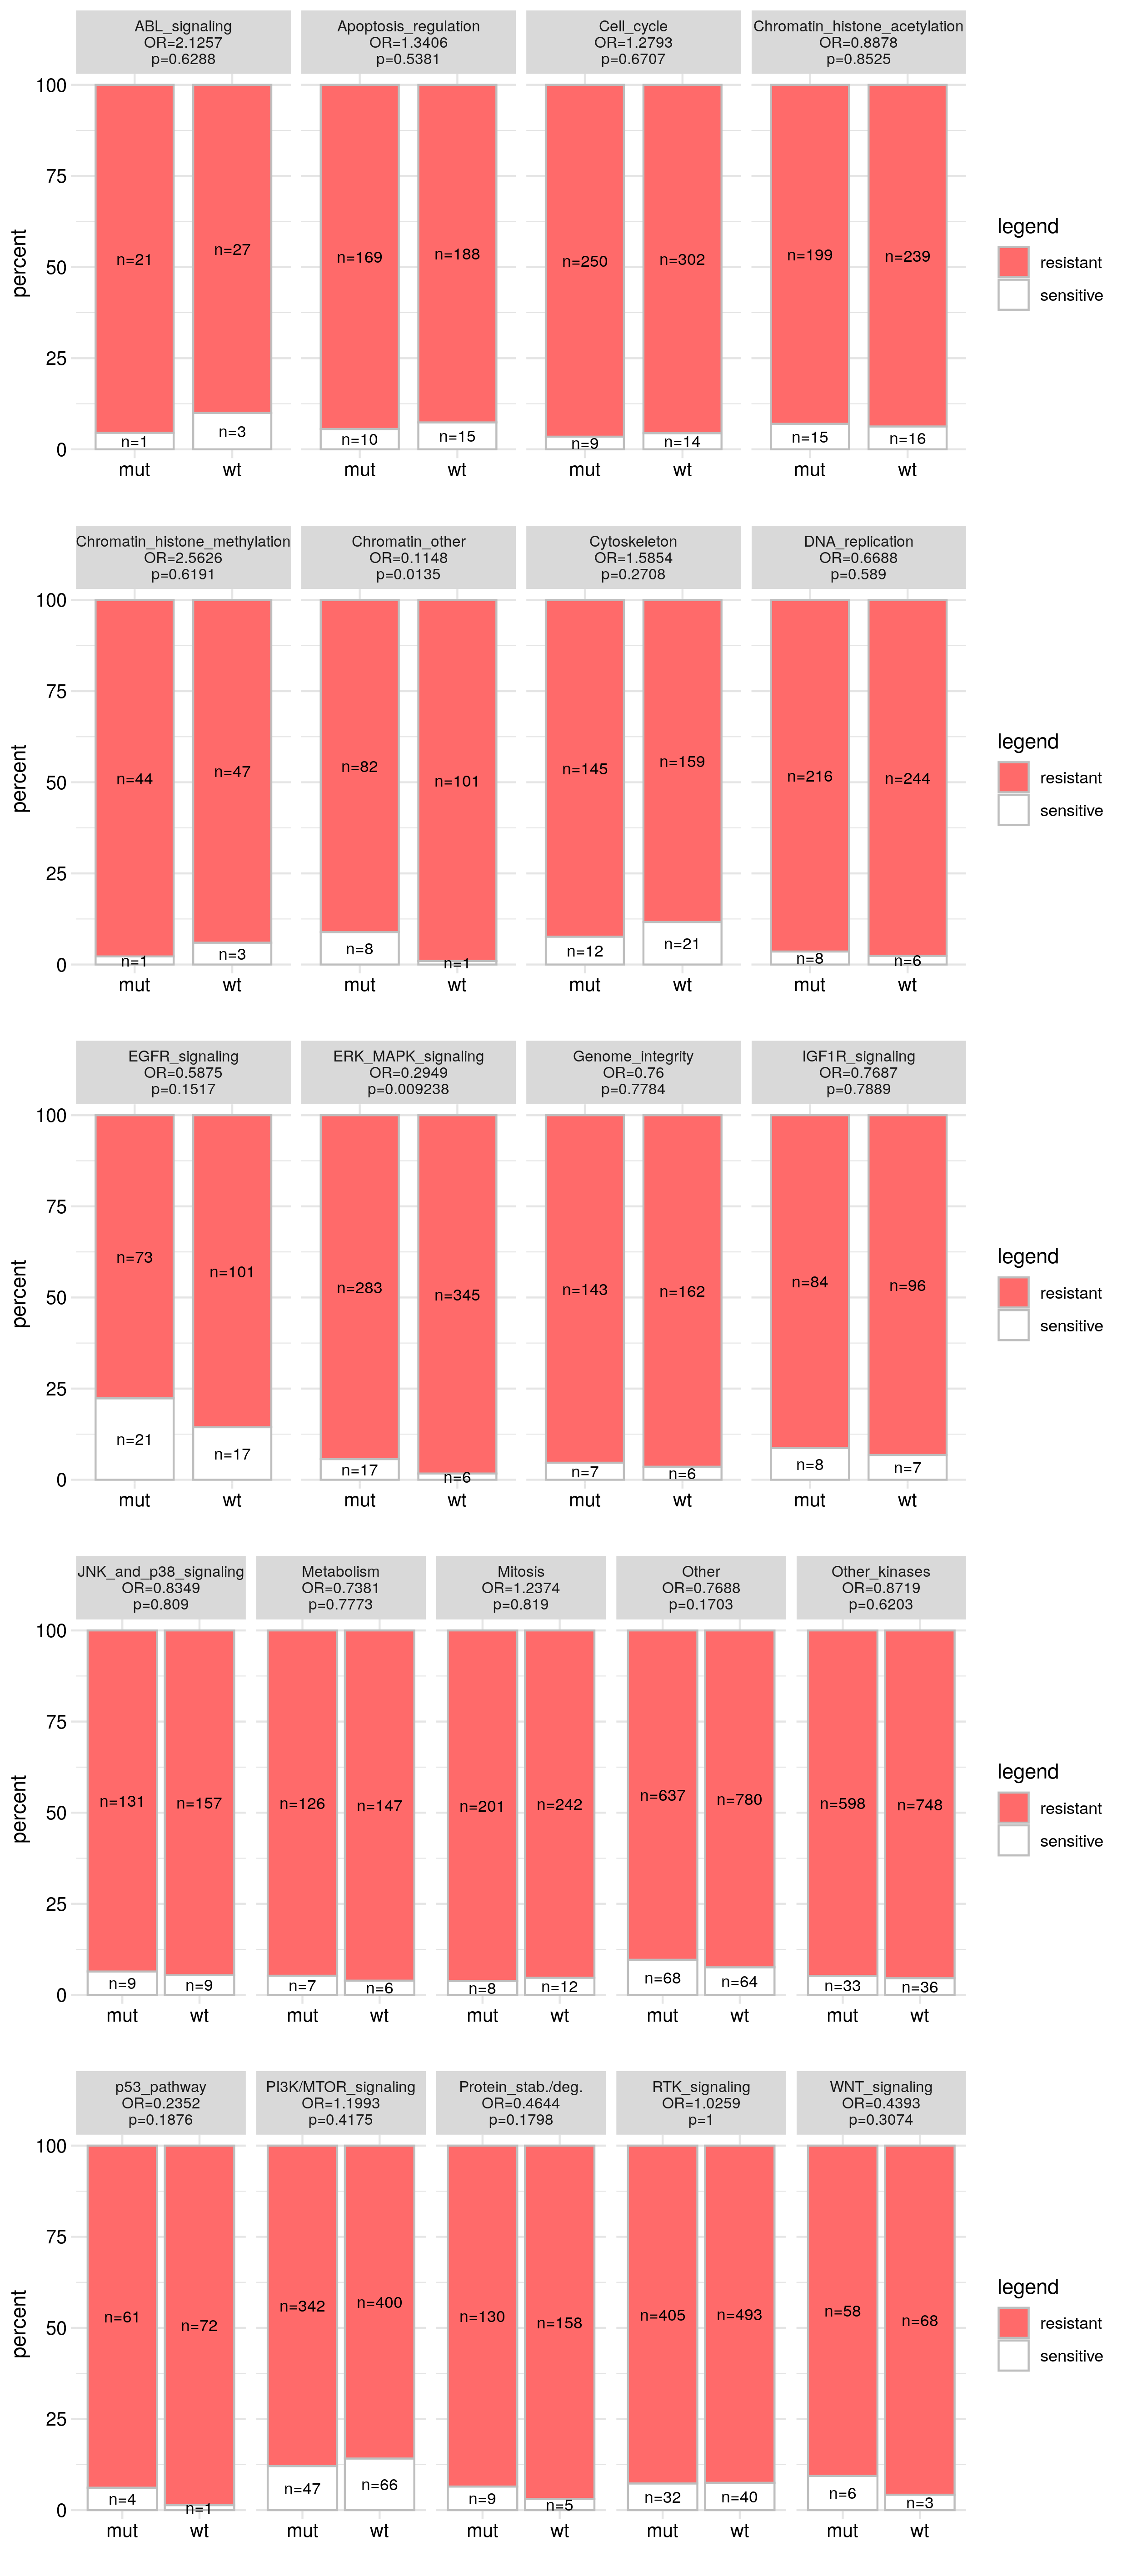 ABL_signaling
OR=2.1257
p=0.6288
Apoptosis_regulation
OR=1.3406
p=0.5381
Cell_cycle
OR=1.2793
p=0.6707
Chromatin_histone_acetylation
OR=0.8878
p=0.8525
percent
100
75
50
25
0
n=21
n=1
n=27
n=3
n=169
n=10
n=188
n=15
n=250
n=9
n=302
n=14
n=199
n=15
n=239
n=16
mut
wt
mut
wt
mut
wt
mut
wt
legend
resistant
sensitive
Chromatin_histone_methylation
OR=2.5626
p=0.6191
Chromatin_other
OR=0.1148
p=0.0135
Cytoskeleton
OR=1.5854
p=0.2708
DNA_replication
OR=0.6688
p=0.589
percent
100
75
50
25
0
n=44
n=1
n=47
n=3
n=82
n=8
n=101
n=1
n=145
n=12
n=159
n=21
n=216
n=8
n=244
n=6
mut
wt
mut
wt
mut
wt
mut
wt
legend
resistant
sensitive
EGFR_signaling
OR=0.5875
p=0.1517
ERK_MAPK_signaling
OR=0.2949
p=0.009238
Genome_integrity
OR=0.76
p=0.7784
IGF1R_signaling
OR=0.7687
p=0.7889
percent
100
75
50
25
0
n=73
n=21
n=101
n=17
n=283
n=17
n=345
n=6
n=143
n=7
n=162
n=6
n=84
n=8
n=96
n=7
mut
wt
mut
wt
mut
wt
mut
wt
legend
resistant
sensitive
JNK_and_p38_signaling
OR=0.8349
p=0.809
Metabolism
OR=0.7381
p=0.7773
Mitosis
OR=1.2374
p=0.819
Other
OR=0.7688
p=0.1703
Other_kinases
OR=0.8719
p=0.6203
percent
100
75
50
25
0
n=131
n=9
n=157
n=9
n=126
n=7
n=147
n=6
n=201
n=8
n=242
n=12
n=637
n=68
n=780
n=64
n=598
n=33
n=748
n=36
mut
wt
mut
wt
mut
wt
mut
wt
mut
wt
legend
resistant
sensitive
p53_pathway
OR=0.2352
p=0.1876
PI3K/MTOR_signaling
OR=1.1993
p=0.4175
Protein_stab./deg.
OR=0.4644
p=0.1798
RTK_signaling
OR=1.0259
p=1
WNT_signaling
OR=0.4393
p=0.3074
percent
100
75
50
25
0
n=61
n=4
n=72
n=1
n=342
n=47
n=400
n=66
n=130
n=9
n=158
n=5
n=405
n=32
n=493
n=40
n=58
n=6
n=68
n=3
mut
wt
mut
wt
mut
wt
mut
wt
mut
wt
legend
resistant
sensitive